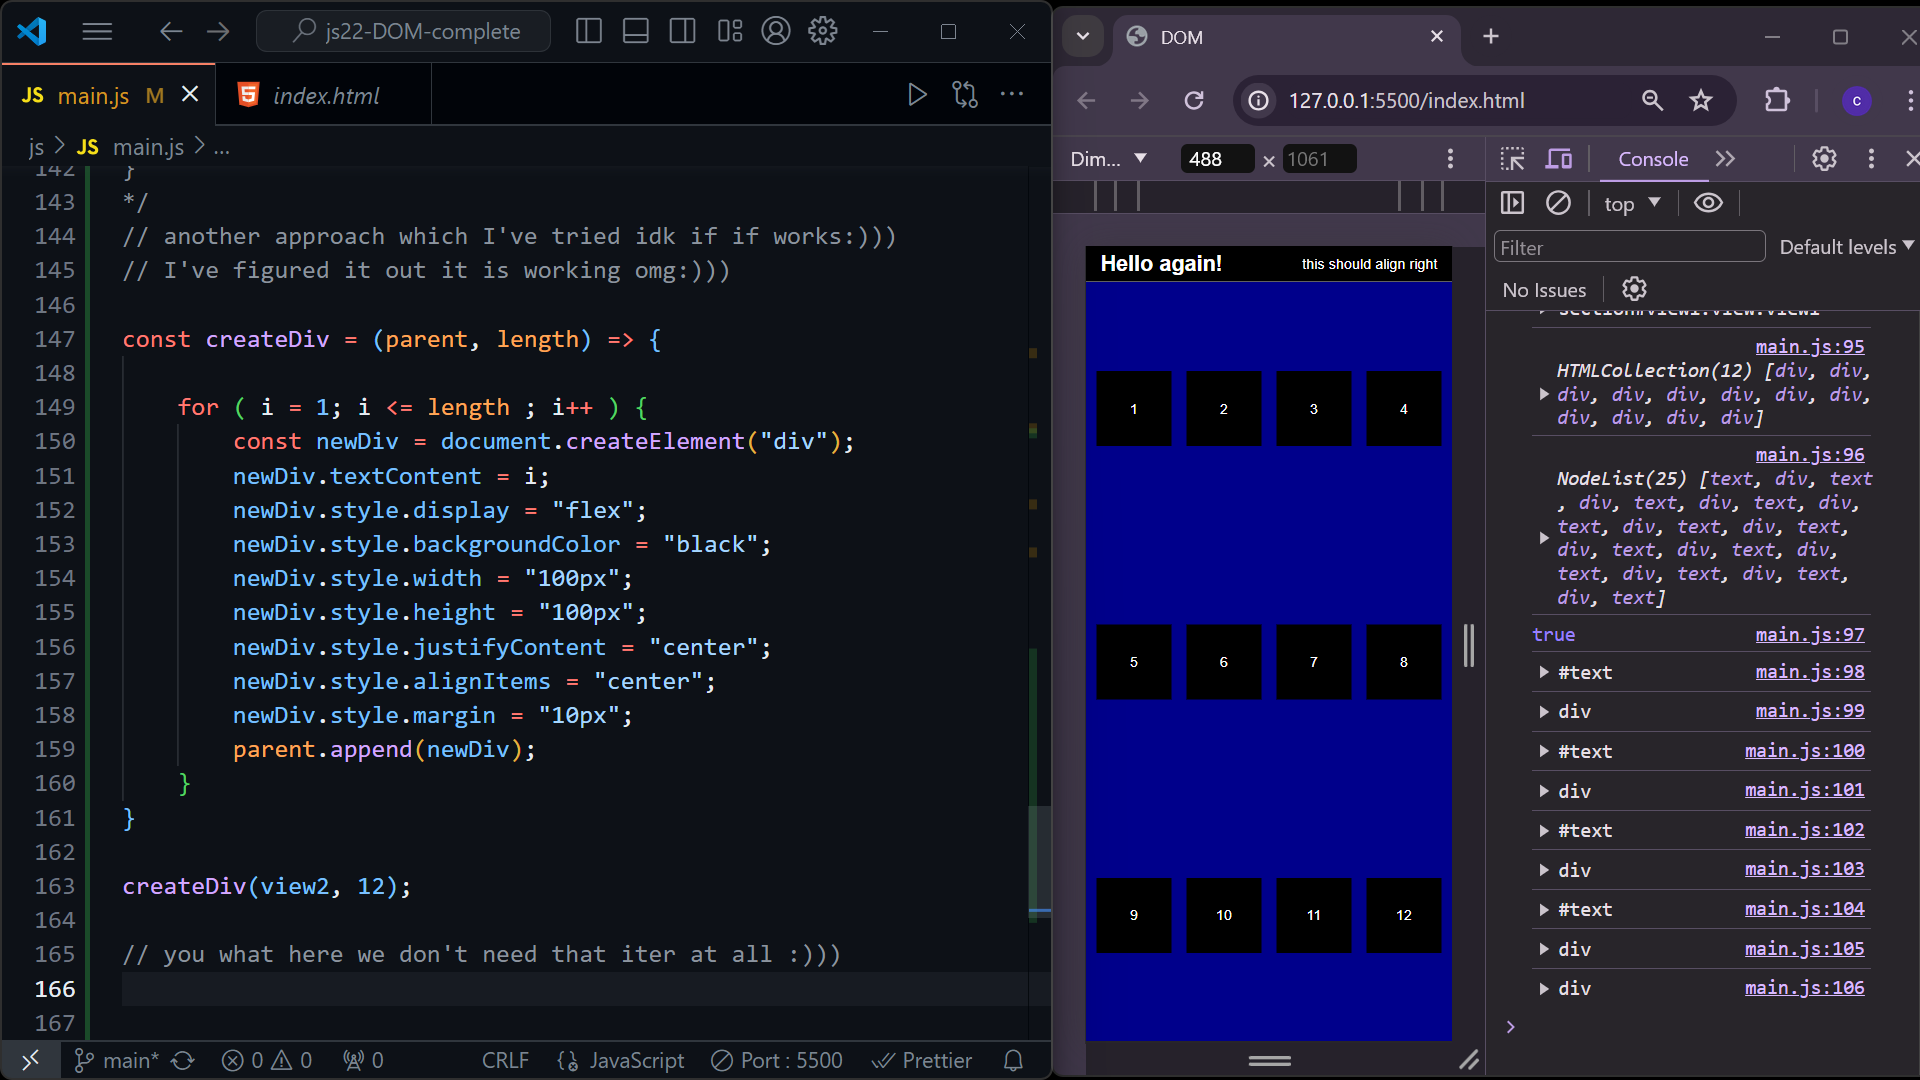 js22-DOM-complete
JS main.js M
index.html
js > JS main.js > ...
142 }
143 */
144 // another approach which I've tried idk if if works:)))
145 // I've figured it out it is working omg:)))
146
147 const createDiv = (parent, length) => {
148
149 for ( i = 1; i <= length ; i++ ) {
150 const newDiv = document.createElement("div");
151 newDiv.textContent = i;
152 newDiv.style.display = "flex";
153 newDiv.style.backgroundColor = "black";
154 newDiv.style.width = "100px";
155 newDiv.style.height = "100px";
156 newDiv.style.justifyContent = "center";
157 newDiv.style.alignItems = "center";
158 newDiv.style.margin = "10px";
159 parent.append(newDiv);
160 }
161 }
162
163 createDiv(view2, 12);
164
165 // you what here we don't need that iter at all :)))
166
167
main* 0 0 0 CRLF {} JavaScript Port : 5500 Prettier
DOM
127.0.0.1:5500/index.html
c
Dim... 488 × 1061
Console
top
Filter
Default levels
No Issues
Hello again! this should align right
1 2 3 4
5 6 7 8
9 10 11 12
section#view1.view.view1
main.js:95
HTMLCollection(12) [div, div,
div, div, div, div, div, div,
div, div, div, div]
main.js:96
NodeList(25) [text, div, text
, div, text, div, text, div,
text, div, text, div, text,
div, text, div, text, div,
text, div, text, div, text,
div, text]
true main.js:97
#text main.js:98
div main.js:99
#text main.js:100
div main.js:101
#text main.js:102
div main.js:103
#text main.js:104
div main.js:105
div main.js:106